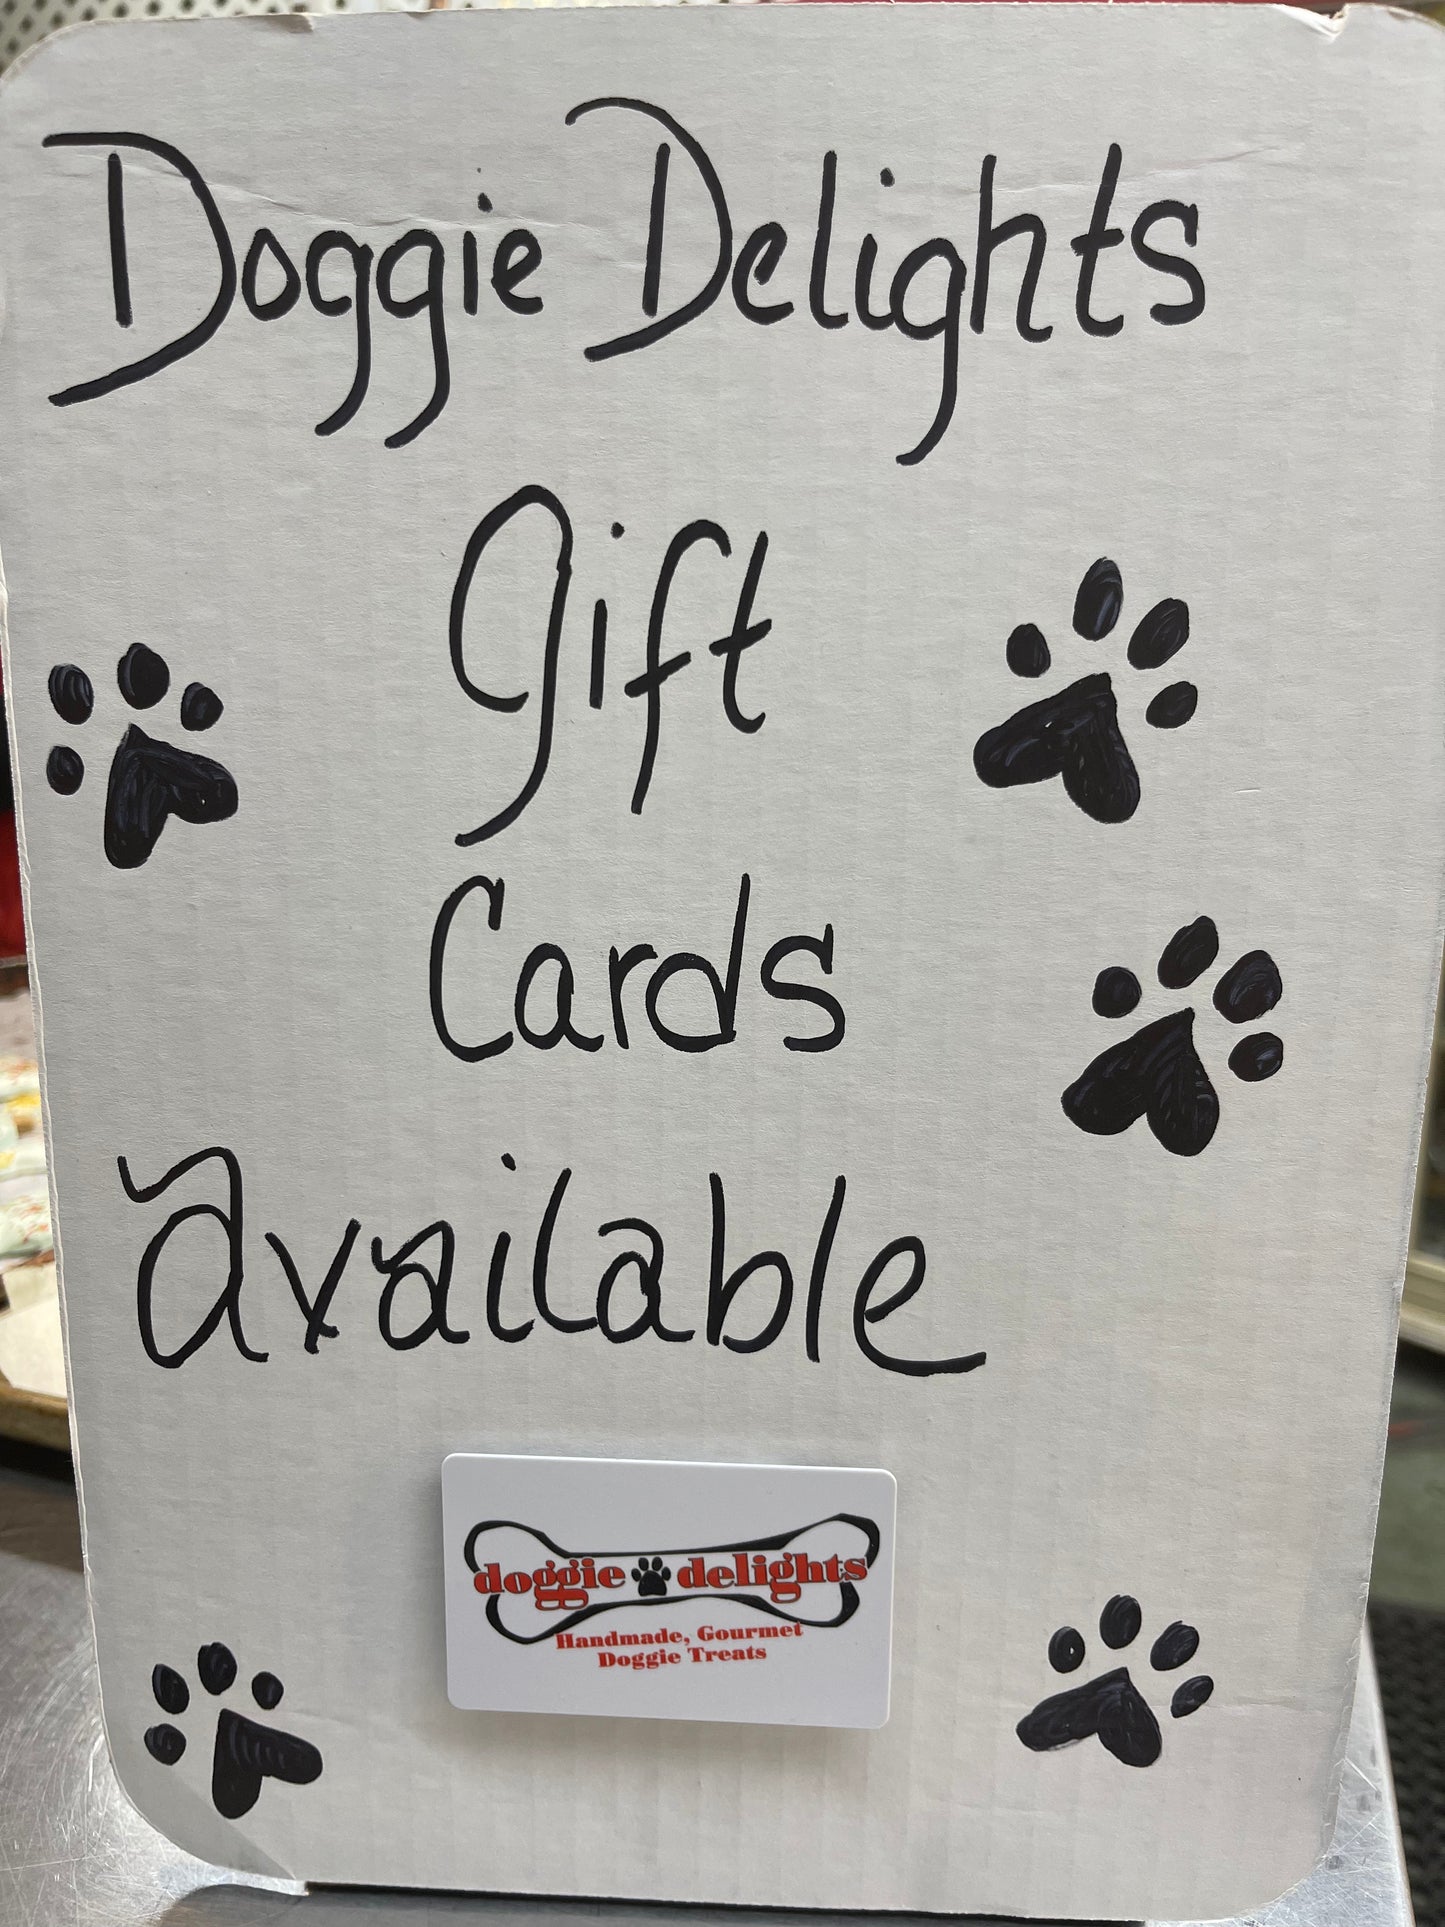 Doggie Delights
Gift
Cards
Available
doggie delights
Handmade, Gourmet
Doggie Treats